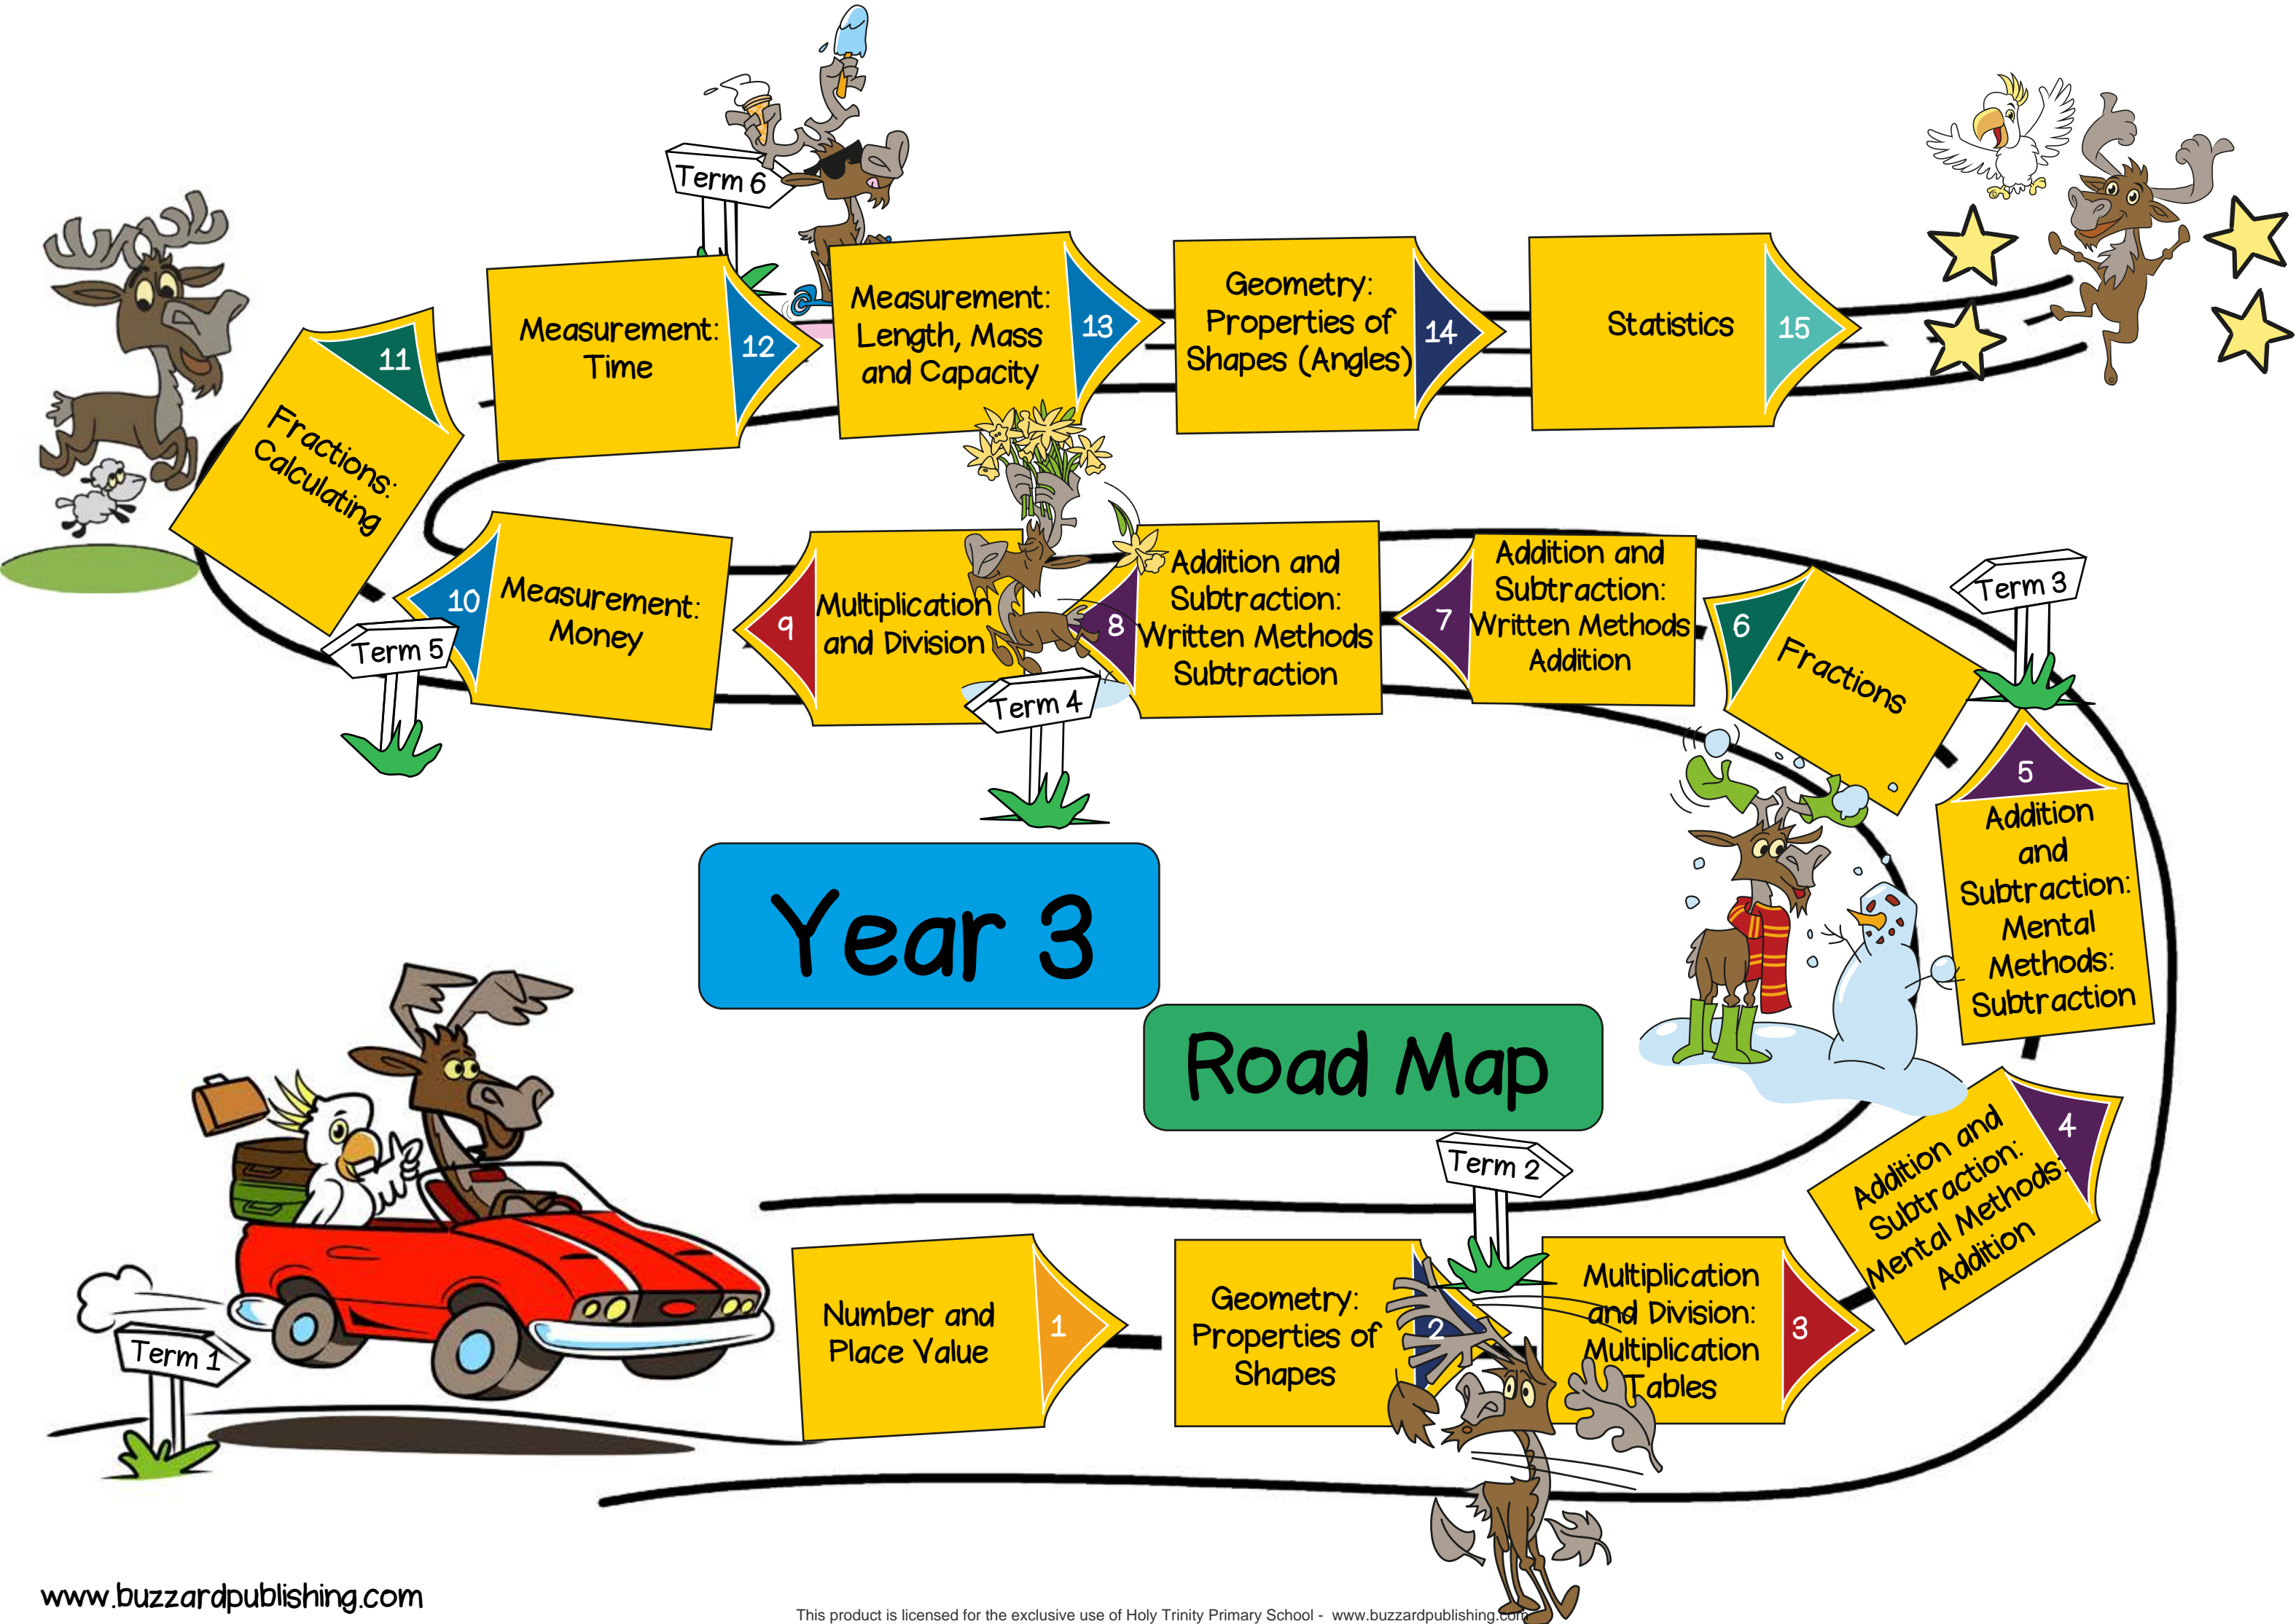 Year 3
Road Map
Term 1
Number and
Place Value
1
Geometry:
Properties of
Shapes
2
Term 2
Multiplication
and Division:
Multiplication
Tables
3
Addition and
Subtraction:
Mental Methods:
Addition
4
Addition
and
Subtraction:
Mental
Methods:
Subtraction
5
Term 3
Fractions
6
Addition and
Subtraction:
Written Methods
Addition
7
Addition and
Subtraction:
Written Methods
Subtraction
8
Term 4
Multiplication
and Division
9
Measurement:
Money
10
Term 5
Fractions:
Calculating
11
Measurement:
Time
12
Term 6
Measurement:
Length, Mass
and Capacity
13
Geometry:
Properties of
Shapes (Angles)
14
Statistics
15
www.buzzardpublishing.com
This product is licensed for the exclusive use of Holy Trinity Primary School - www.buzzardpublishing.com